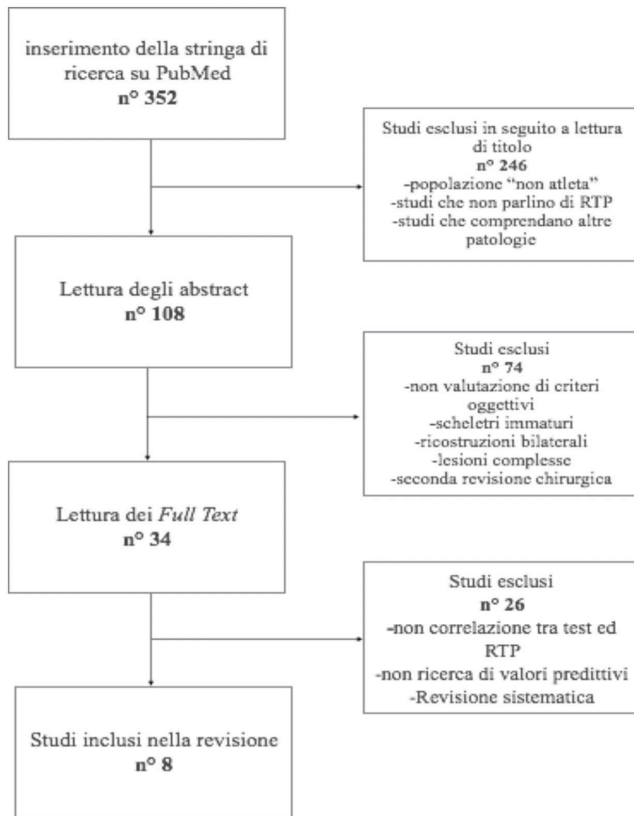 inserimento della stringa di
ricerca su PubMed
n° 352
Studi esclusi in seguito a lettura
di titolo
n° 246
-popolazione “non atleta”
-studi che non parlino di RTP
-studi che comprendano altre
patologie
Lettura degli abstract
n° 108
Studi esclusi
n° 74
-non valutazione di criteri
oggettivi
-scheletri immaturi
-ricostruzioni bilaterali
-lesioni complesse
-seconda revisione chirurgica
Lettura dei Full Text
n° 34
Studi esclusi
n° 26
-non correlazione tra test ed
RTP
-non ricerca di valori predittivi
-Revisione sistematica
Studi inclusi nella revisione
n° 8